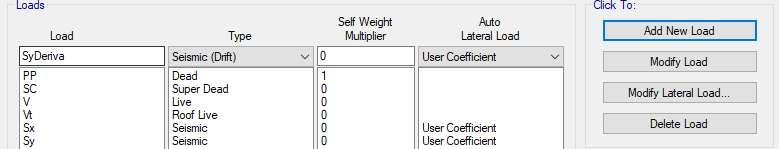 Loads
Click To:
Load Type Self Weight Multiplier Auto Lateral Load
SyDeriva Seismic (Drift) 0 User Coefficient
PP Dead 1
SC Super Dead 0
V Live 0
Vt Roof Live 0
Sx Seismic 0 User Coefficient
Sy Seismic 0 User Coefficient
Add New Load
Modify Load
Modify Lateral Load...
Delete Load